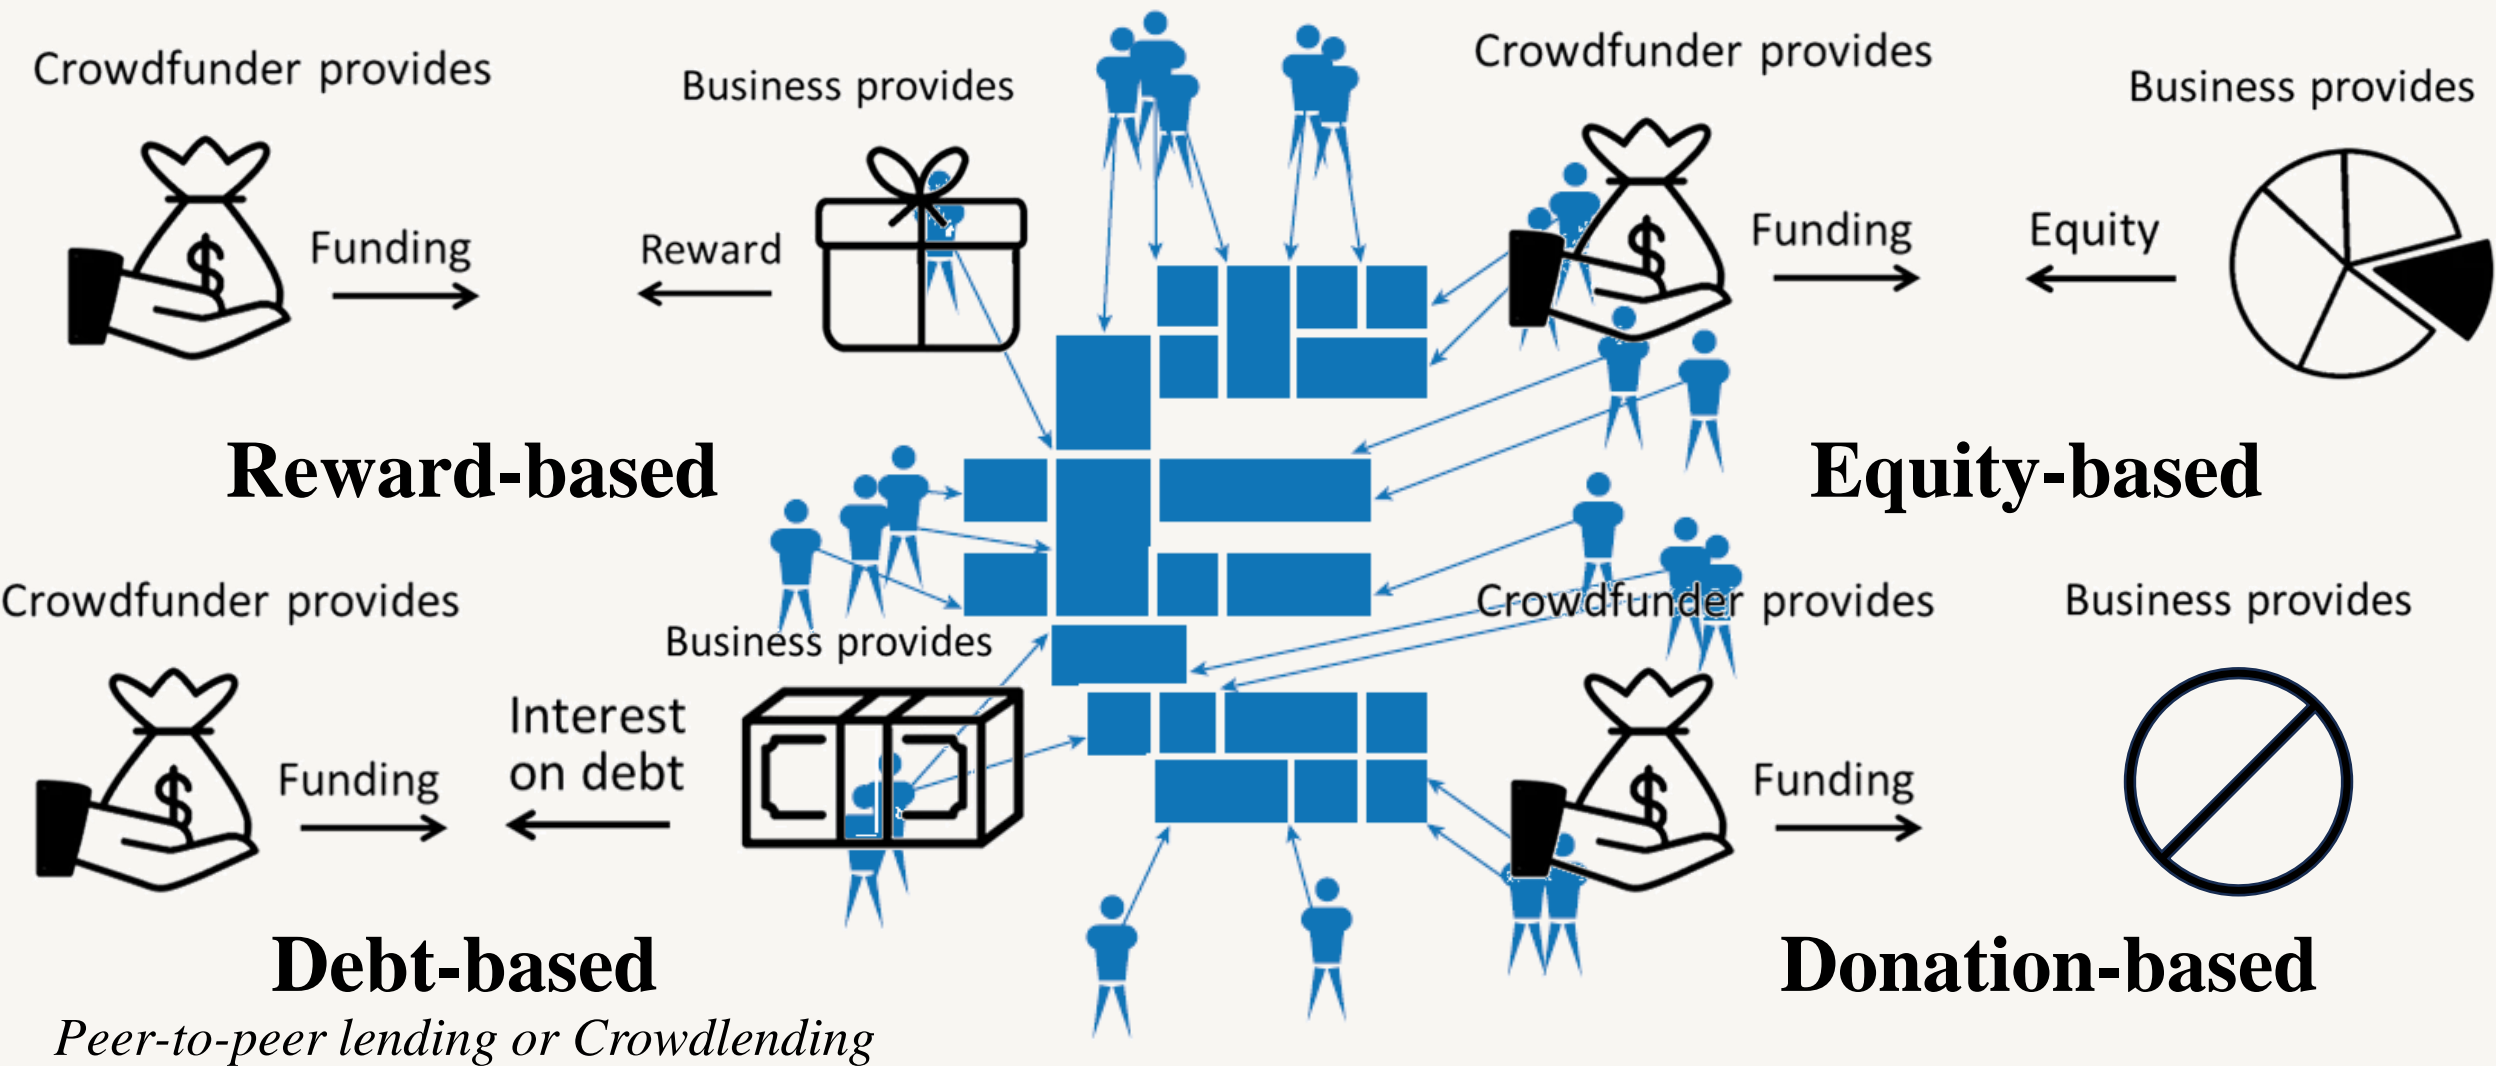 Crowdfunder provides
Business provides
Funding
Reward
$
Reward-based
Crowdfunder provides
Business provides
Funding
Equity
$
Equity-based
Crowdfunder provides
Business provides
Funding
Interest
on debt
$
Debt-based
Peer-to-peer lending or Crowdlending
Crowdfunder provides
Business provides
Funding
$
Donation-based